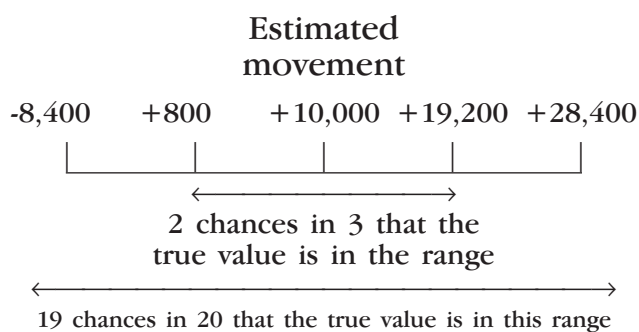 Estimated
movement
-8,400 +800 +10,000 +19,200 +28,400
2 chances in 3 that the
true value is in the range
19 chances in 20 that the true value is in this range